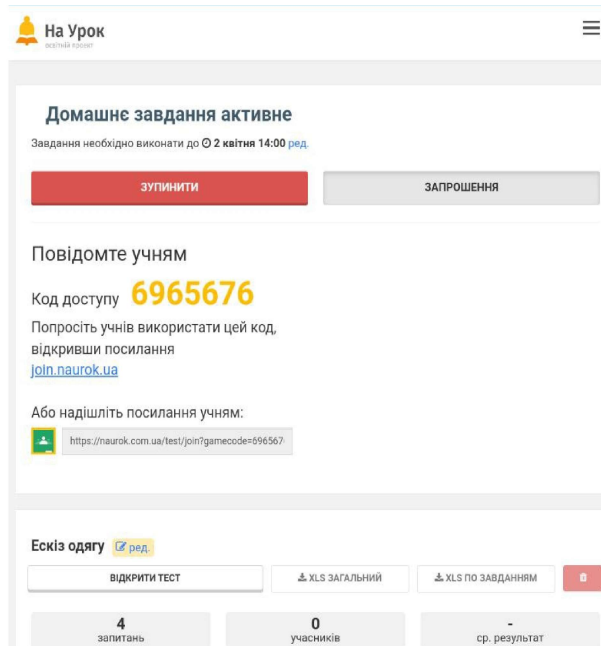 На Урок
освітній проєкт
Домашнє завдання активне
Завдання необхідно виконати до 2 квітня 14:00 ред.
ЗУПИНИТИ
ЗАПРОШЕННЯ
Повідомте учням
Код доступу 6965676
Попросіть учнів використати цей код,
відкривши посилання
join.naurok.ua
Або надішліть посилання учням:
https://naurok.com.ua/test/join?gamecode=696567
Ескіз одягу ред.
ВІДКРИТИ ТЕСТ
XLS ЗАГАЛЬНИЙ
XLS ПО ЗАВДАННЯМ
4
запитань
0
учасників
-
ср. результат